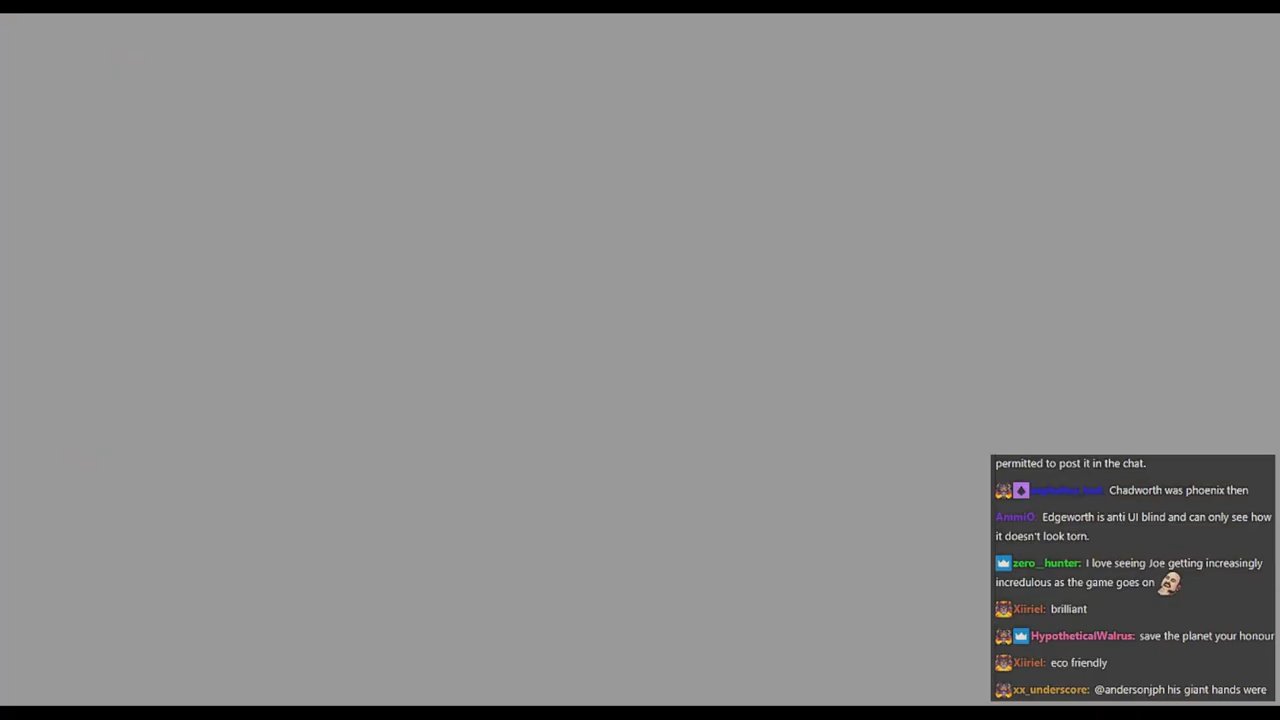 permitted to post it in the chat.
Chadworth was phoenix then
AmmiO: Edgeworth is anti UI blind and can only see how
it doesn't look torn.
zero_hunter: I love seeing Joe getting increasingly
incredulous as the game goes on
Xiiriel: brilliant
HypotheticalWalrus: save the planet your honour
Xiiriel: eco friendly
xx_underscore: @andersonjph his giant hands were